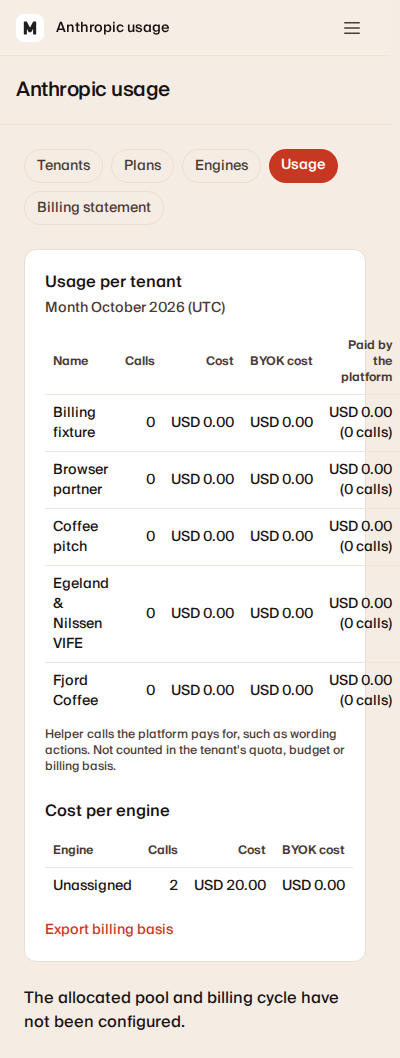 M Anthropic usage
Anthropic usage
Tenants Plans Engines Usage
Billing statement
Usage per tenant
Month October 2026 (UTC)
Name Calls Cost BYOK cost Paid by the platform
Billing fixture 0 USD 0.00 USD 0.00 USD 0.00 (0 calls)
Browser partner 0 USD 0.00 USD 0.00 USD 0.00 (0 calls)
Coffee pitch 0 USD 0.00 USD 0.00 USD 0.00 (0 calls)
Egeland & Nilssen VIFE 0 USD 0.00 USD 0.00 USD 0.00 (0 calls)
Fjord Coffee 0 USD 0.00 USD 0.00 USD 0.00 (0 calls)
Helper calls the platform pays for, such as wording
actions. Not counted in the tenant's quota, budget or
billing basis.
Cost per engine
Engine Calls Cost BYOK cost
Unassigned 2 USD 20.00 USD 0.00
Export billing basis
The allocated pool and billing cycle have
not been configured.